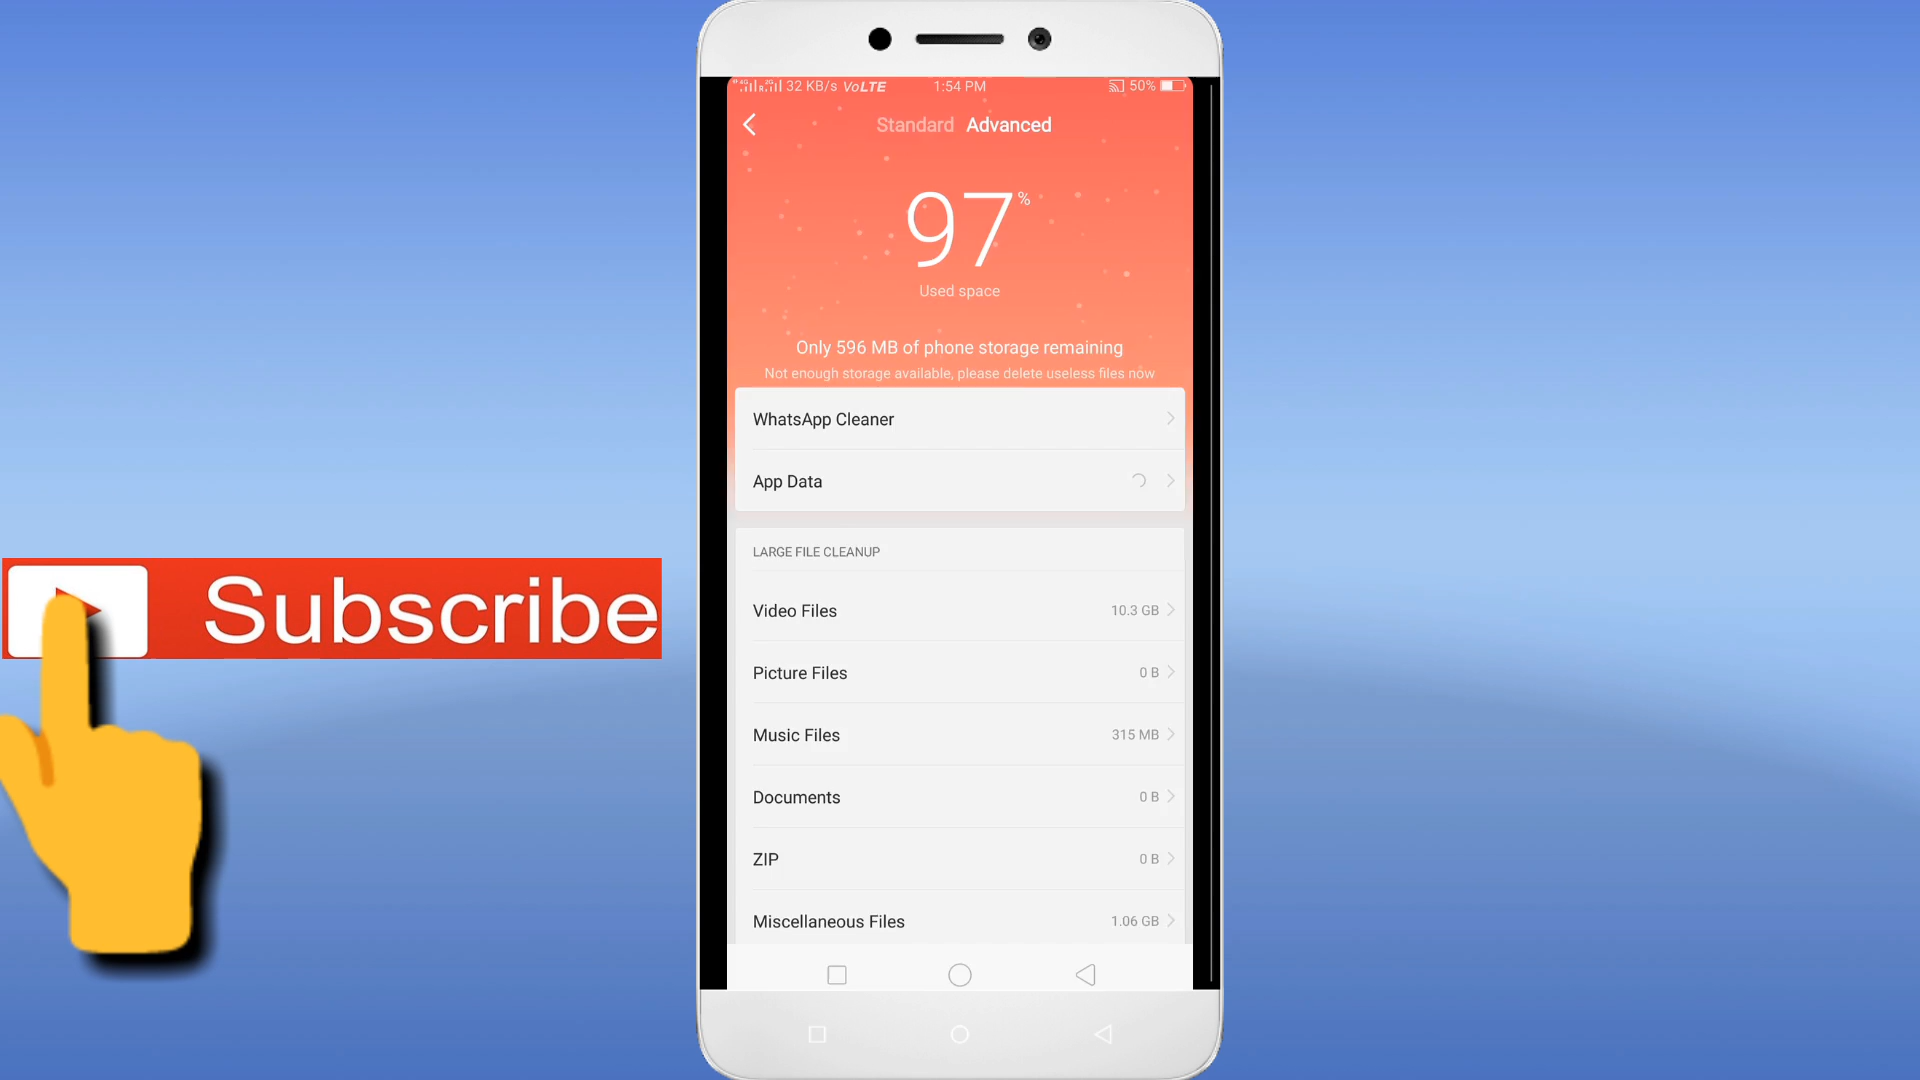 32 KB/s VoLTE 1:54 PM 50%
Standard Advanced
97%
Used space
Only 596 MB of phone storage remaining
Not enough storage available, please delete useless files now
WhatsApp Cleaner
App Data
LARGE FILE CLEANUP
Video Files 10.3 GB
Subscribe
Picture Files 0 B
Music Files 315 MB
Documents 0 B
ZIP 0 B
Miscellaneous Files 1.06 GB